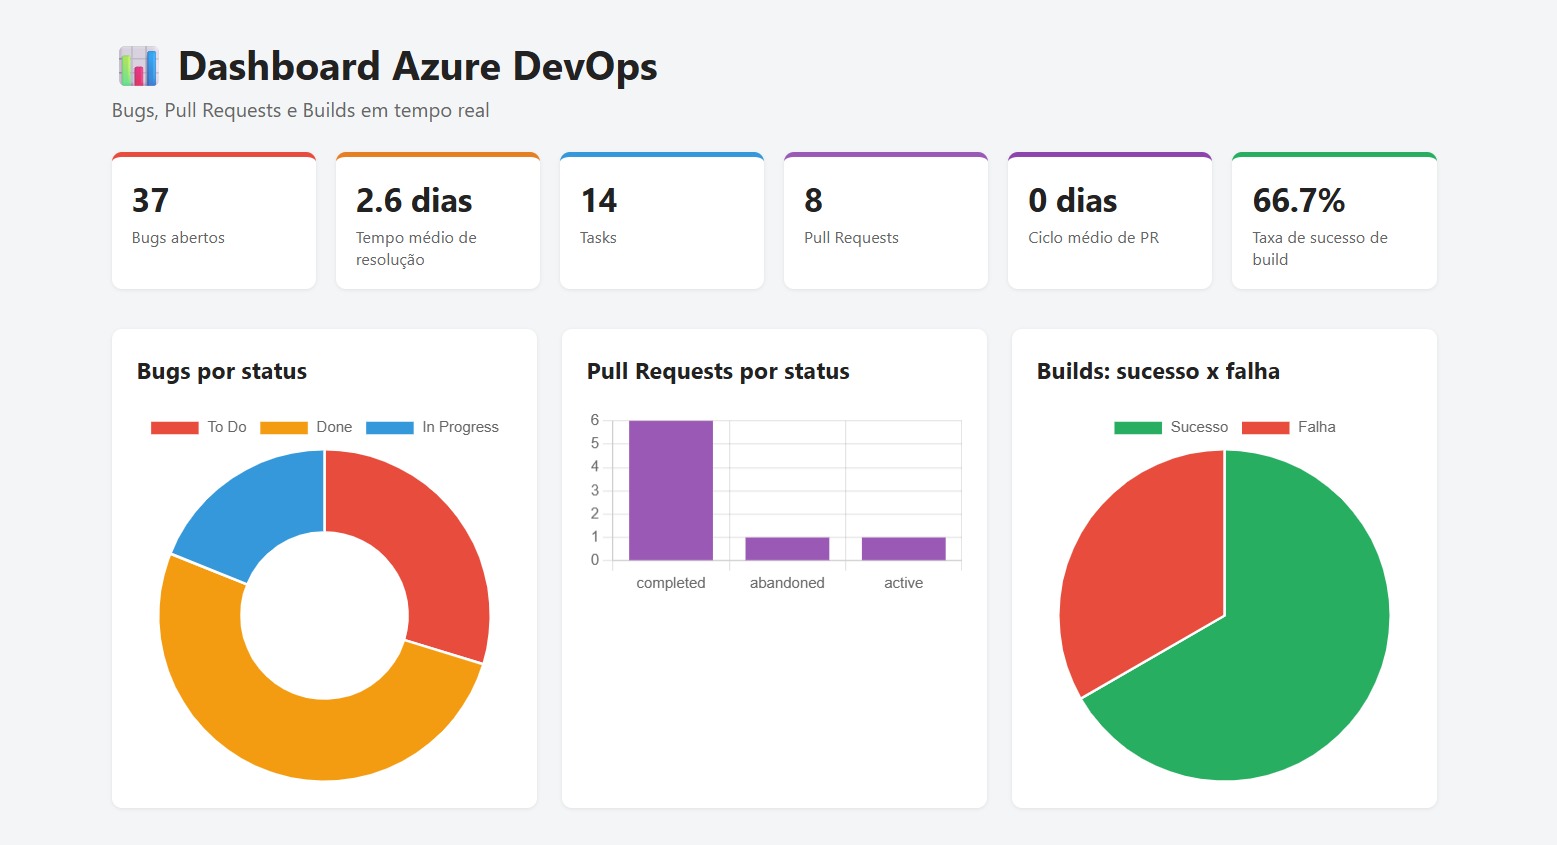 Dashboard Azure DevOps
Bugs, Pull Requests e Builds em tempo real
37
Bugs abertos
2.6 dias
Tempo médio de
resolução
14
Tasks
8
Pull Requests
0 dias
Ciclo médio de PR
66.7%
Taxa de sucesso de
build
Bugs por status
To Do Done In Progress
Pull Requests por status
6
5
4
3
2
1
0
completed abandoned active
Builds: sucesso x falha
Sucesso Falha